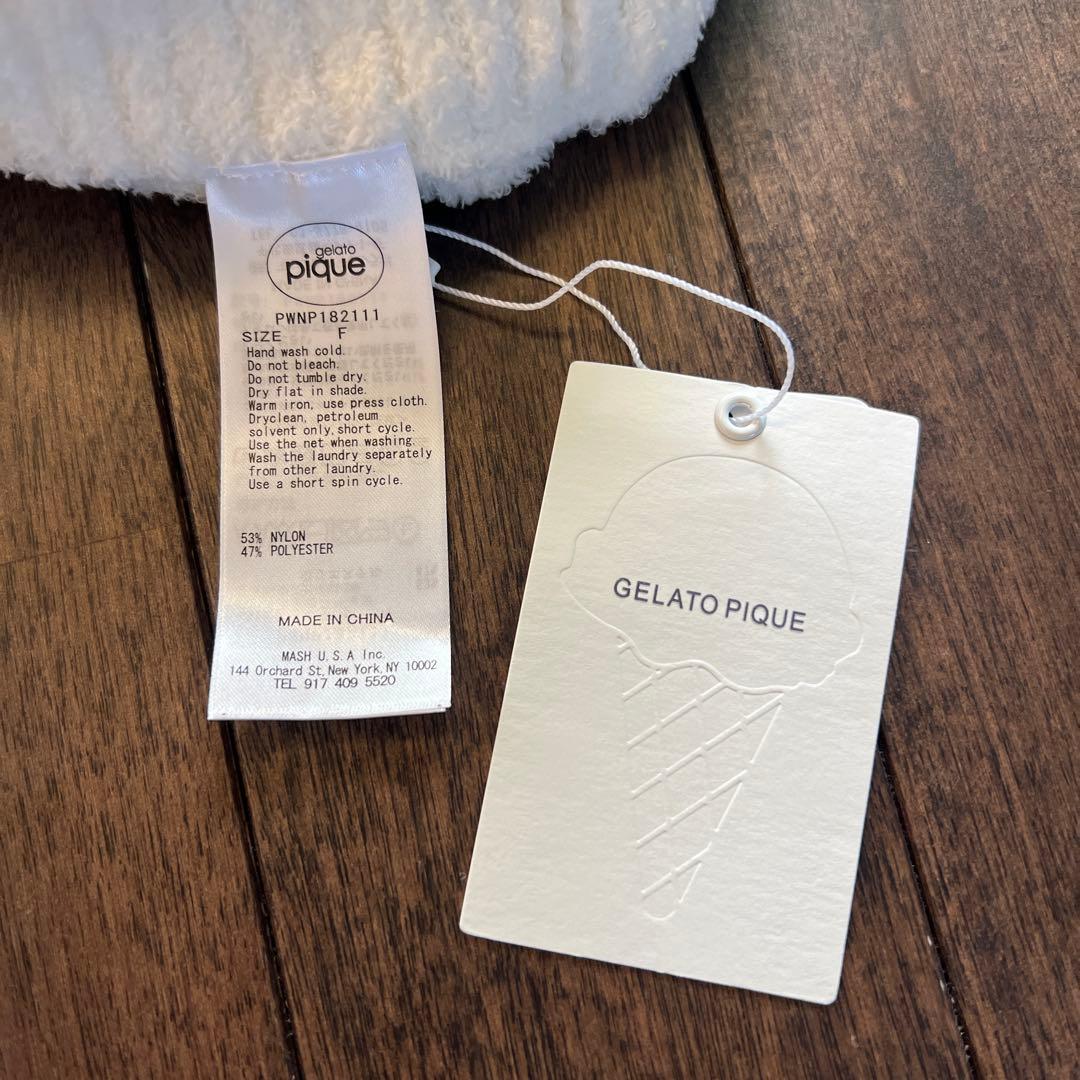 gelato
pique
PWNP182111
SIZE F
Hand wash cold.
Do not bleach.
Do not tumble dry.
Dry flat in shade.
Warm iron, use press cloth.
Dryclean, petroleum
solvent only, short cycle.
Use the net when washing.
Wash the laundry separately
from other laundry.
Use a short spin cycle.
53% NYLON
47% POLYESTER
MADE IN CHINA
MASH U.S.A Inc.
144 Orchard St, New York, NY 10002
TEL 917 409 5520
GELATO PIQUE